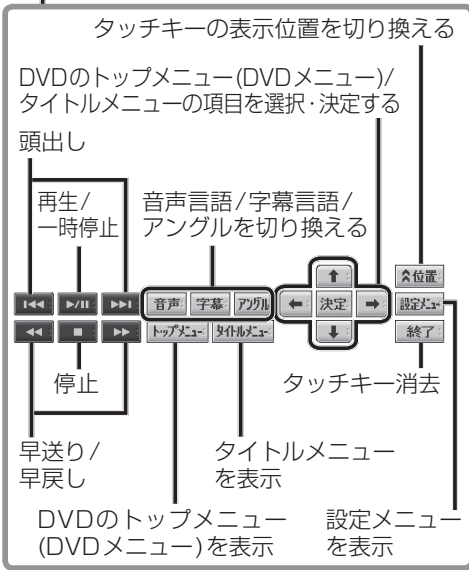 タッチキーの表示位置を切り換える
DVDのトップメニュー(DVDメニュー)/
タイトルメニューの項目を選択・決定する
頭出し
再生/
一時停止
音声言語/字幕言語/
アングルを切り換える
音声 字幕 アングル 決定 位置
トップメニュー タイトルメニュー 設定メニュー
終了
停止
タッチキー消去
早送り/
早戻し
タイトルメニュー
を表示
DVDのトップメニュー
(DVDメニュー)を表示
設定メニュー
を表示